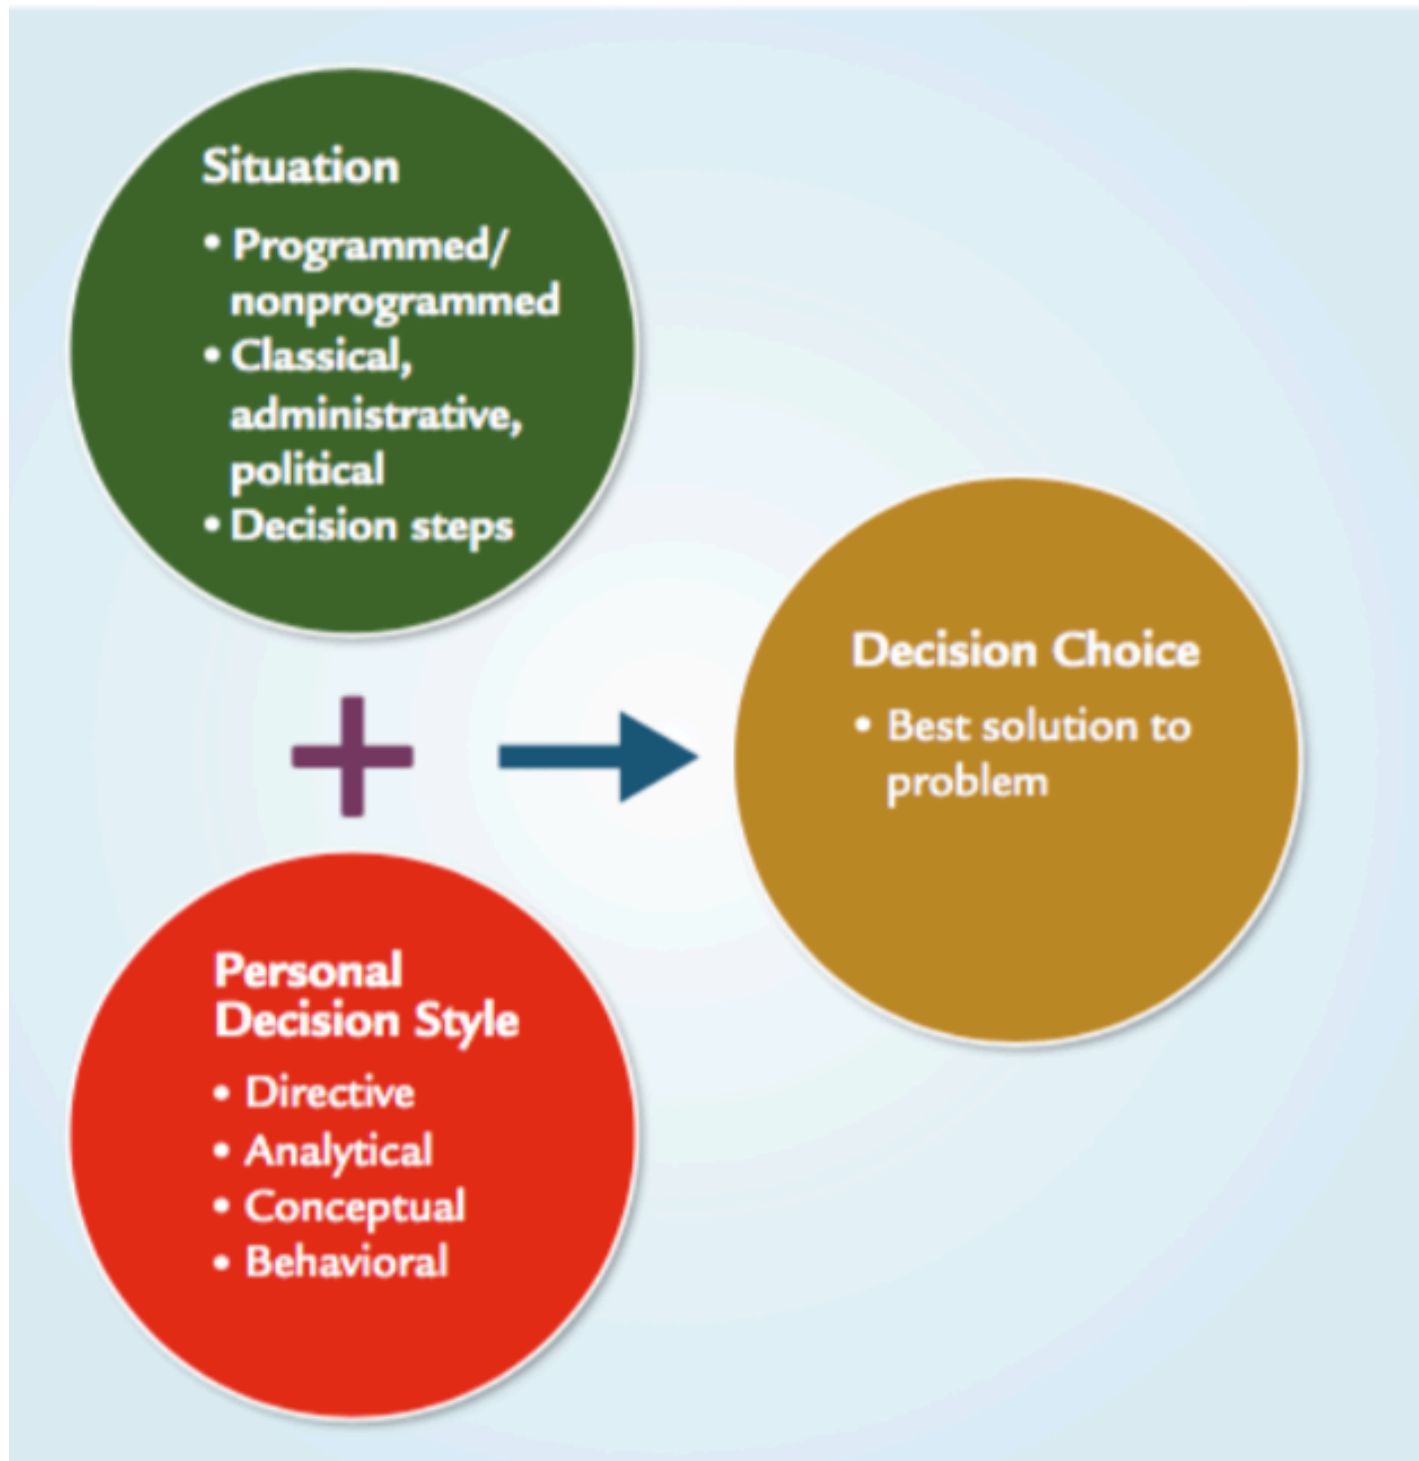 Situation
• Programmed/
nonprogrammed
• Classical,
administrative,
political
• Decision steps
Personal
Decision Style
• Directive
• Analytical
• Conceptual
• Behavioral
Decision Choice
• Best solution to
problem